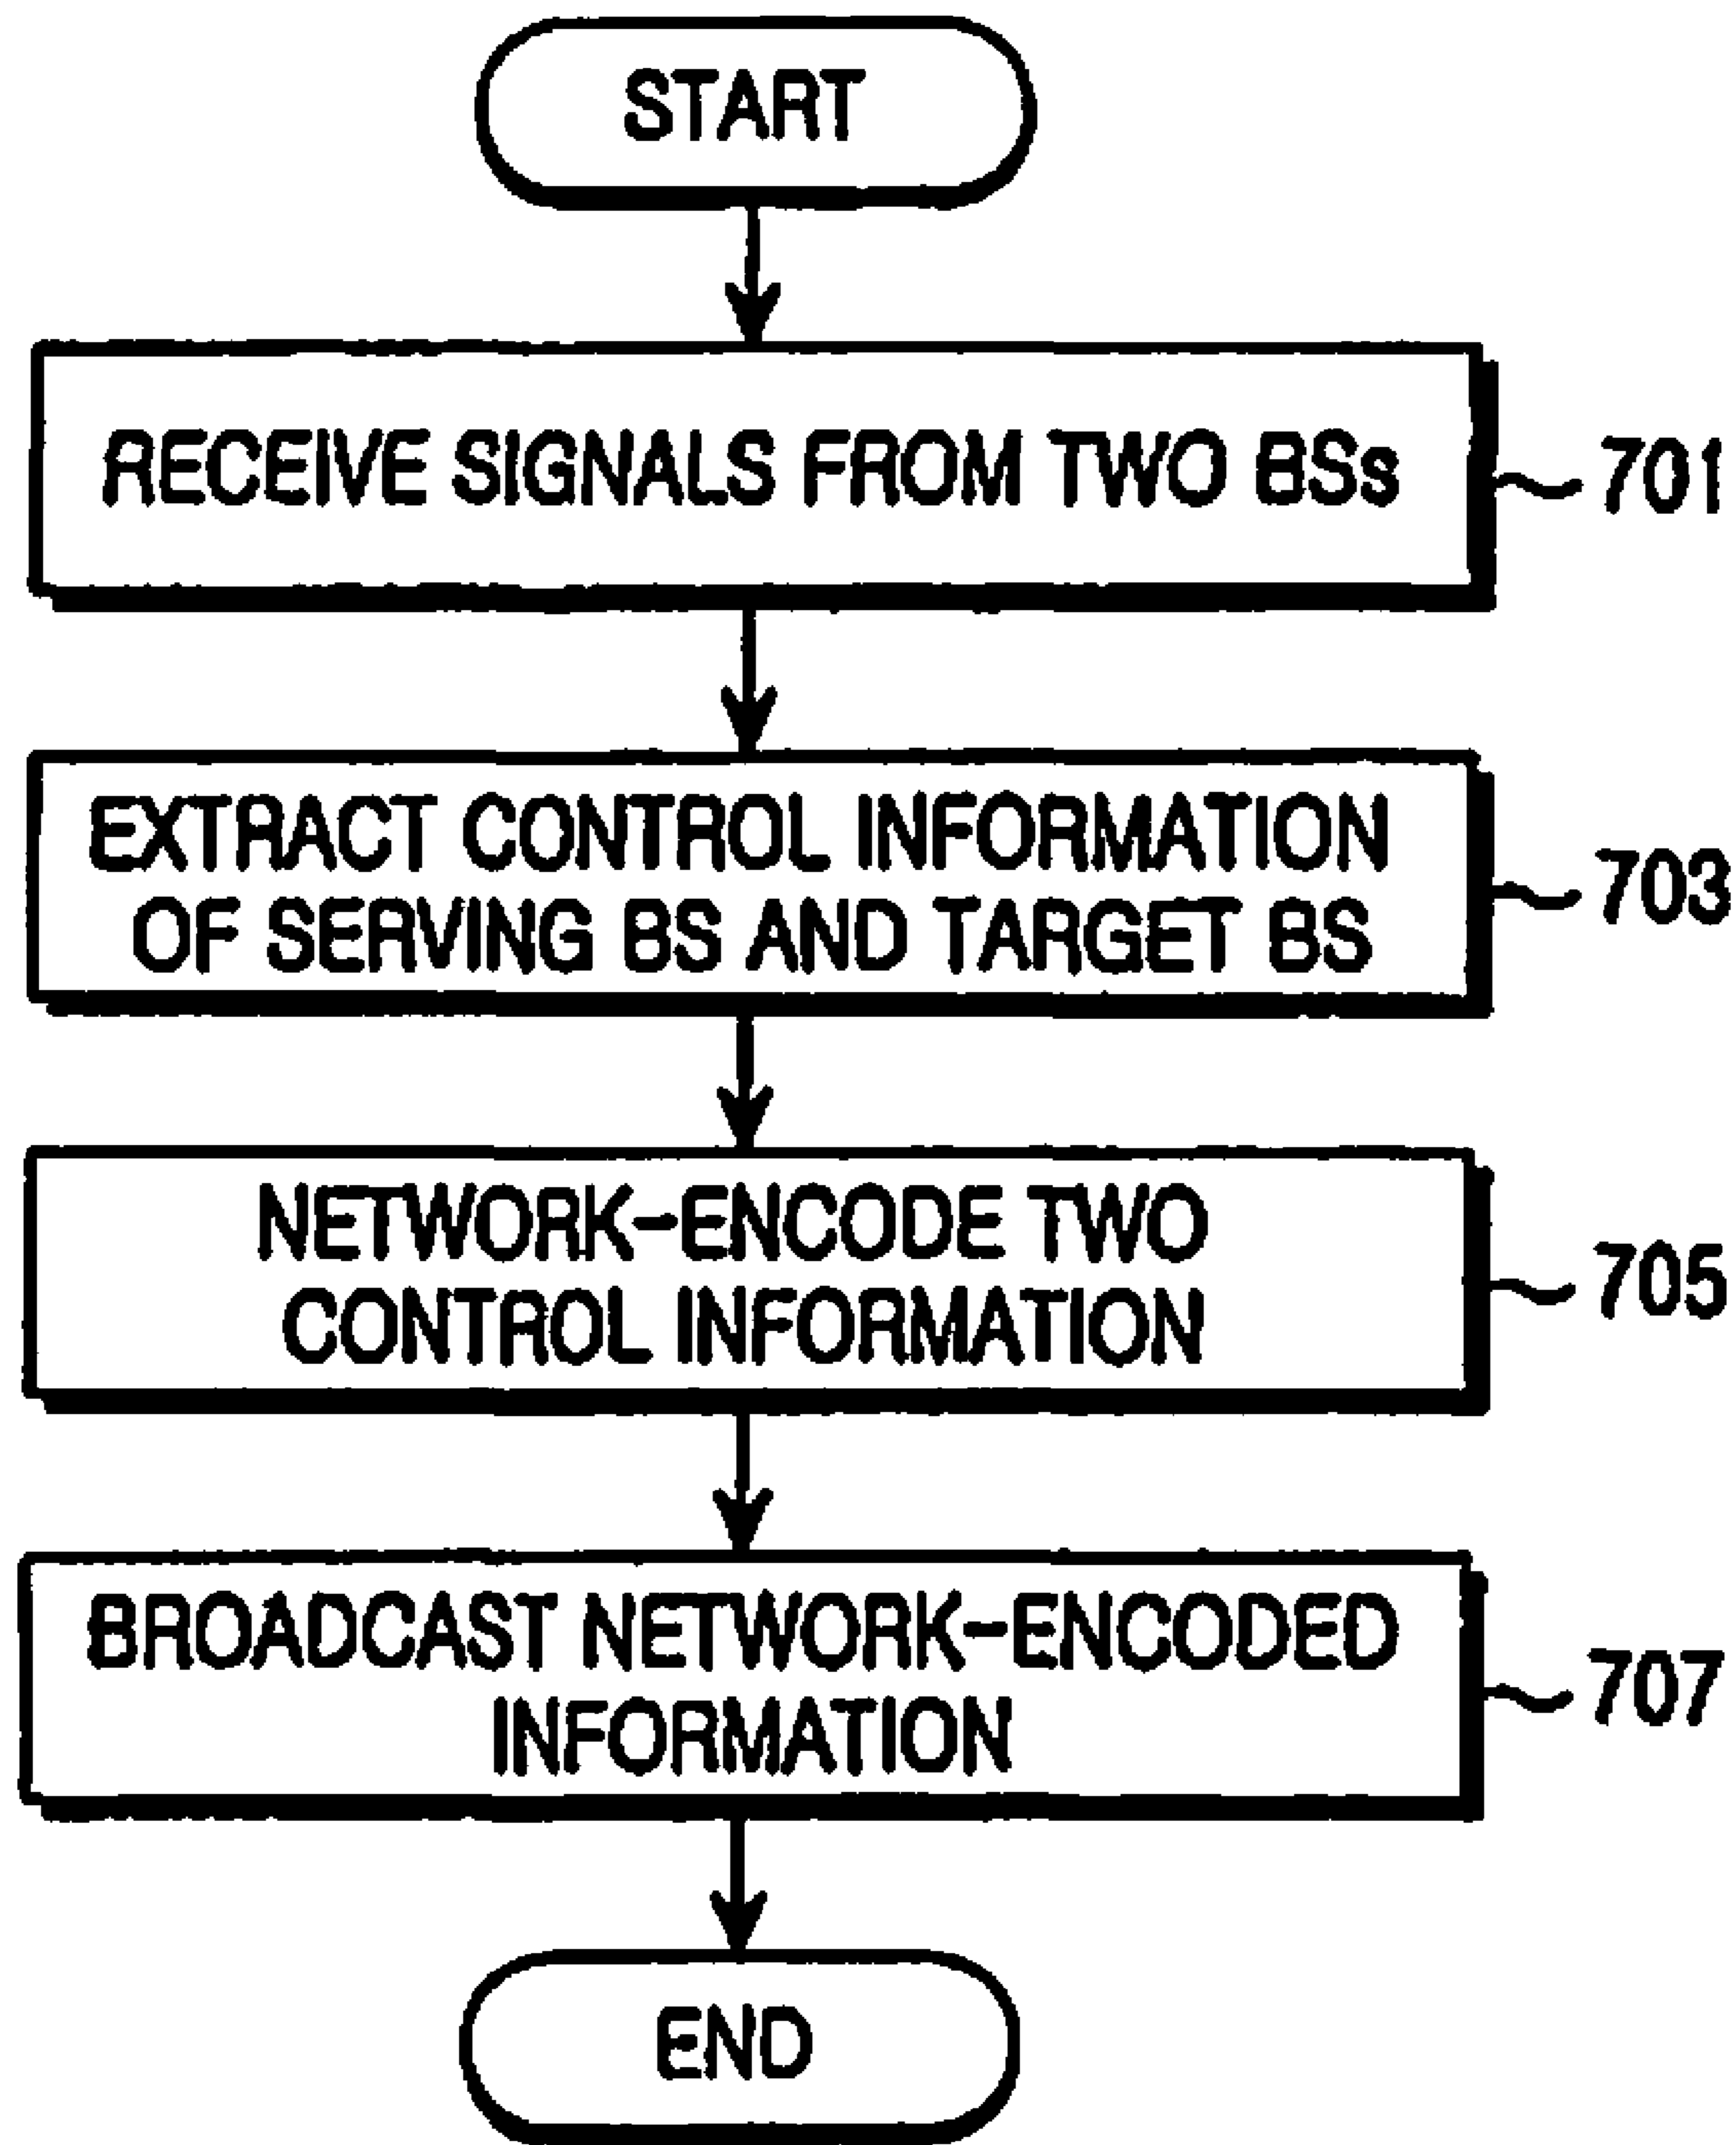 START
RECEIVE SIGNALS FROM TWO BSs
701
EXTRACT CONTROL INFORMATION
OF SERVING BS AND TARGET BS
703
NETWORK-ENCODE TWO
CONTROL INFORMATION
705
BROADCAST NETWORK-ENCODED
INFORMATION
707
END